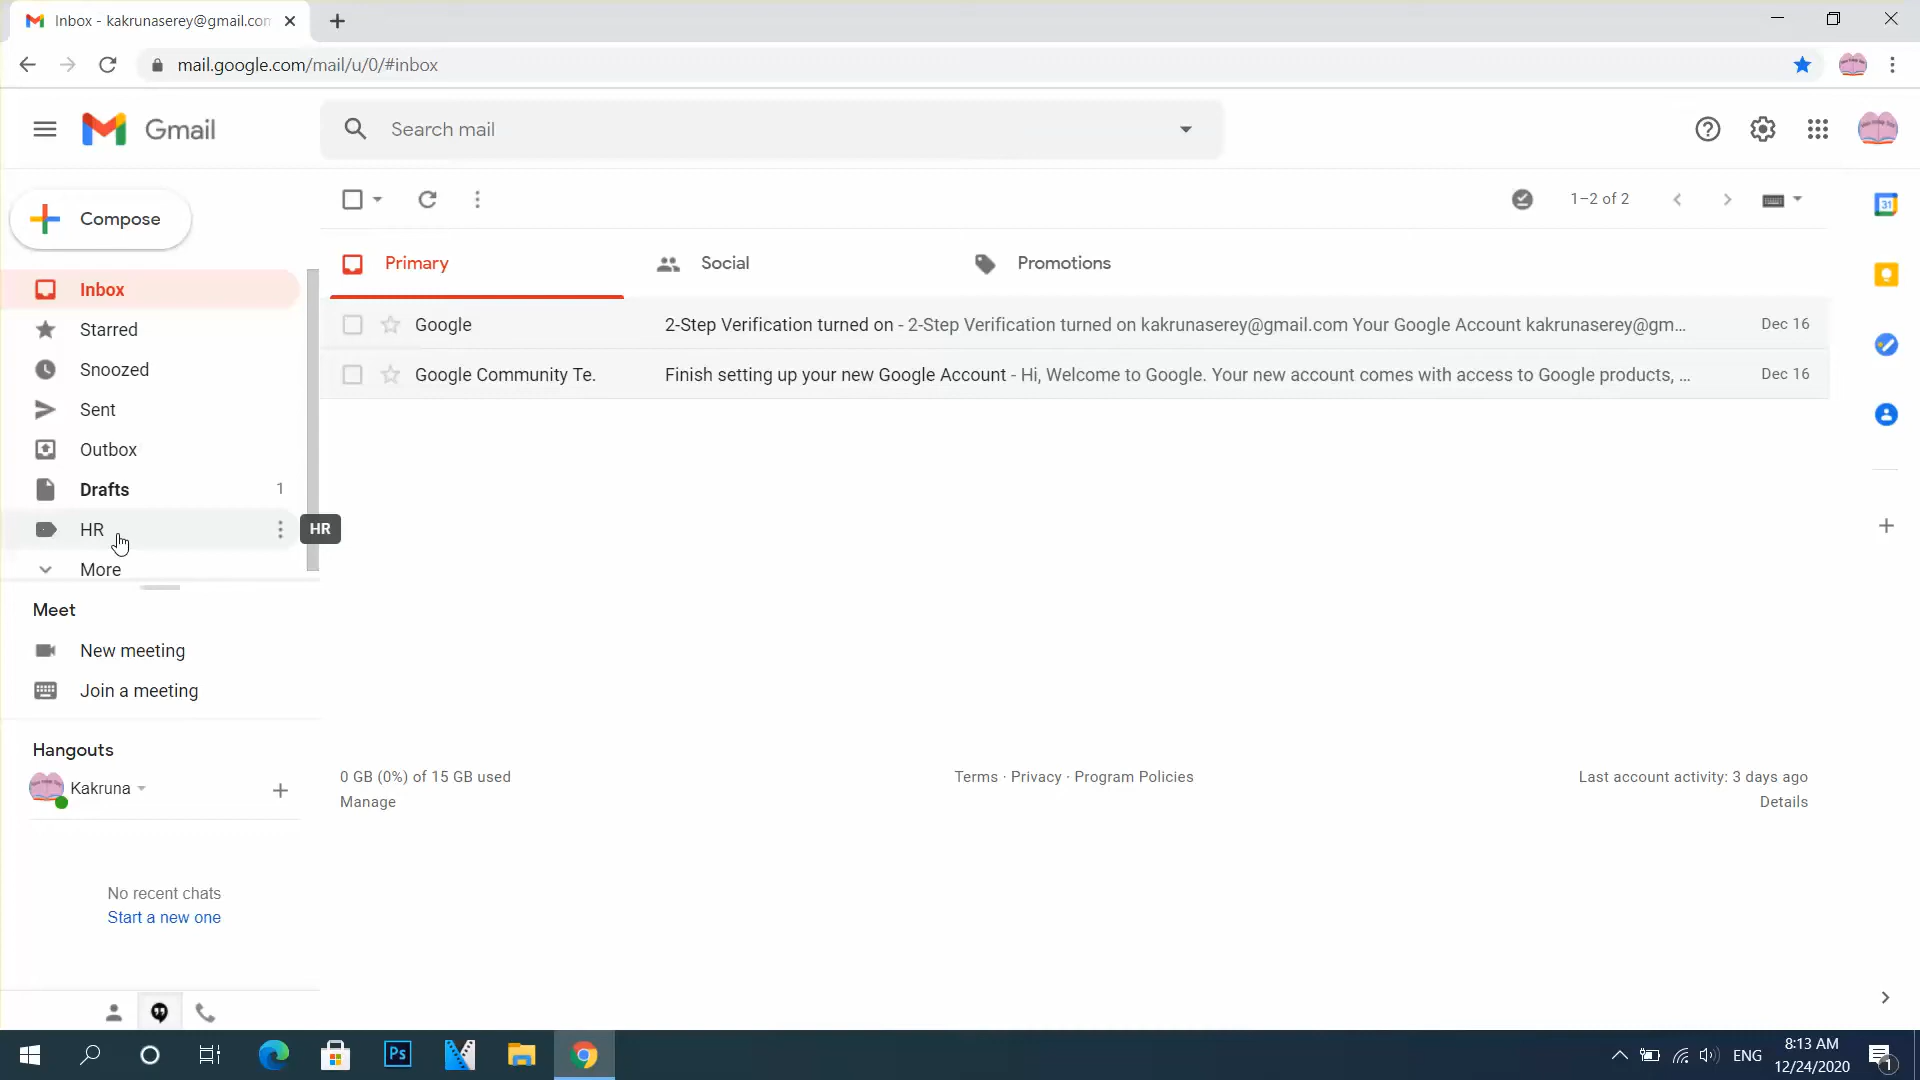 Inbox - kakrunaserey@gmail.con
mail.google.com/mail/u/0/#inbox
Gmail
Search mail
Compose
1–2 of 2
31
Primary
Social
Promotions
Inbox
Starred
Snoozed
Sent
Outbox
Drafts 1
HR
HR
More
Google 2-Step Verification turned on - 2-Step Verification turned on kakrunaserey@gmail.com Your Google Account kakrunaserey@gm... Dec 16
Google Community Te. Finish setting up your new Google Account - Hi, Welcome to Google. Your new account comes with access to Google products, ... Dec 16
Meet
New meeting
Join a meeting
Hangouts
Kakruna
No recent chats
Start a new one
0 GB (0%) of 15 GB used
Manage
Terms · Privacy · Program Policies
Last account activity: 3 days ago
Details
Ps
ENG
8:13 AM
12/24/2020
1